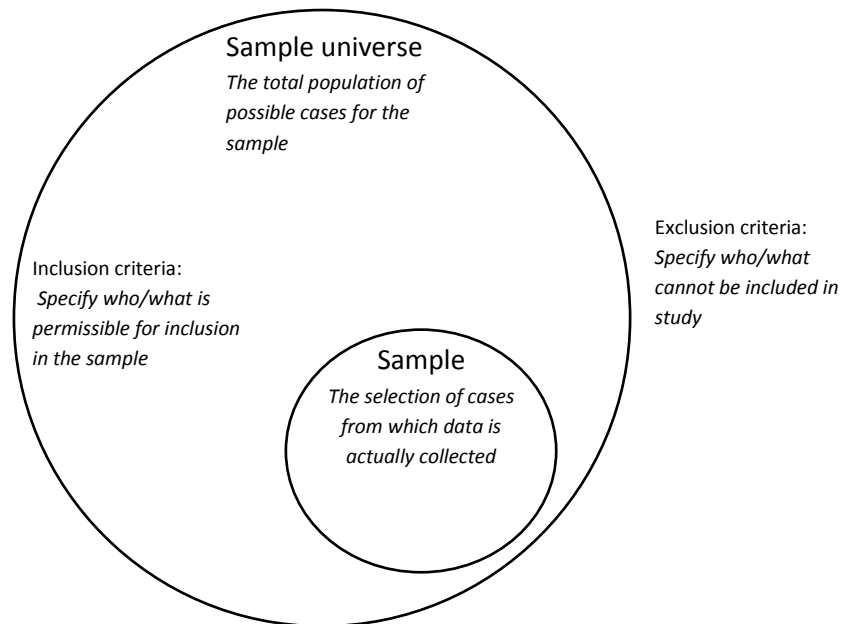 Sample universe
The total population of
possible cases for the
sample
Inclusion criteria:
Specify who/what is
permissible for inclusion
in the sample
Exclusion criteria:
Specify who/what
cannot be included in
study
Sample
The selection of cases
from which data is
actually collected